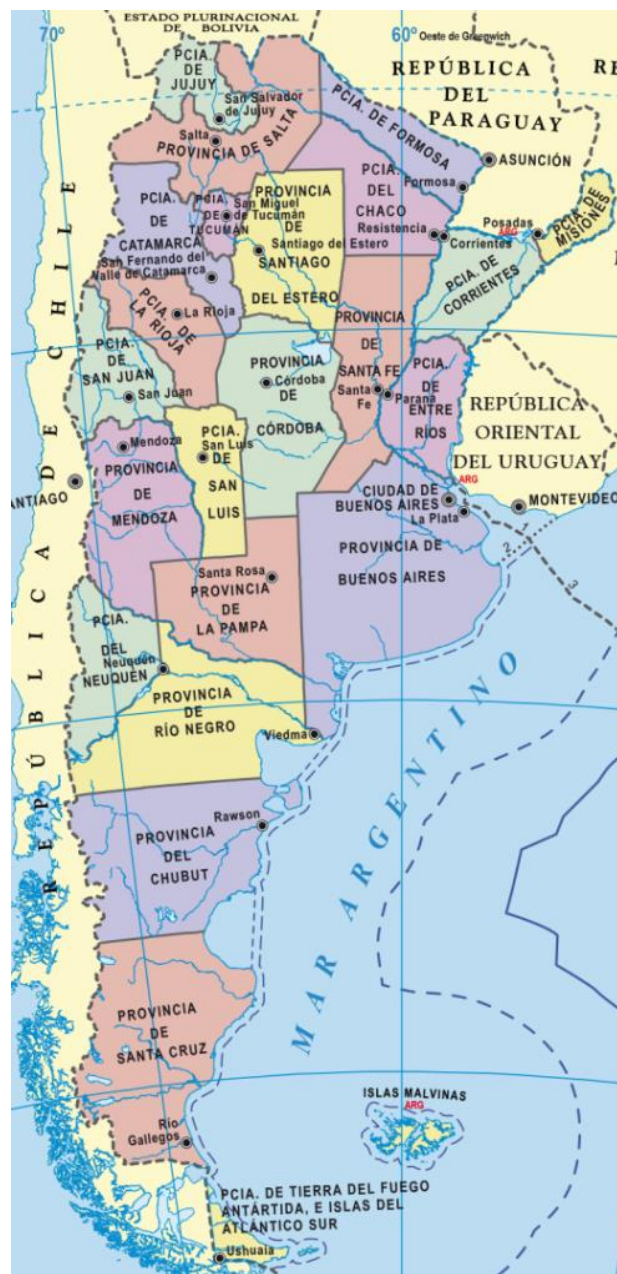 ESTADO PLURINACIONAL
DE BOLIVIA
70°
60°
Oeste de Greenwich
REPÚBLICA
DEL
PARAGUAY
RE
PCIA.
DE
JUJUY
San Salvador
de Jujuy
Salta
PROVINCIA DE SALTA
PCIA. DE FORMOSA
ASUNCIÓN
Formosa
PCIA.
DEL
CHACO
Resistencia
Corrientes
ARG
Posadas
PCIA. DE
MISIONES
PCIA.
DE
CATAMARCA
San Fernando del
Valle de Catamarca
PCIA.
DE
TUCUMÁN
San Miguel
de Tucumán
PROVINCIA
DE
SANTIAGO
DEL ESTERO
Santiago del Estero
PCIA. DE
CORRIENTES
PCIA. DE
LA RIOJA
La Rioja
PROVINCIA
DE
SANTA FE
Santa
Fe
PCIA.
DE
SAN JUAN
San Juan
PROVINCIA
DE
CÓRDOBA
Córdoba
Paraná
PCIA.
DE
ENTRE
RÍOS
REPÚBLICA
ORIENTAL
DEL URUGUAY
Mendoza
PROVINCIA
DE
MENDOZA
PCIA.
DE
SAN
LUIS
San Luis
ANTIAGO
ARG
CIUDAD DE
BUENOS AIRES
La Plata
MONTEVIDEO
PROVINCIA DE
BUENOS AIRES
1
2
3
Santa Rosa
PROVINCIA
DE
LA PAMPA
PCIA.
DEL
NEUQUÉN
Neuquén
PROVINCIA
DE
RÍO NEGRO
Viedma
REPÚBLICA DE CHILE
MAR ARGENTINO
Rawson
PROVINCIA
DEL
CHUBUT
PROVINCIA
DE
SANTA CRUZ
Río
Gallegos
ISLAS MALVINAS
ARG
PCIA. DE TIERRA DEL FUEGO
ANTÁRTIDA, E ISLAS DEL
ATLÁNTICO SUR
Ushuaia